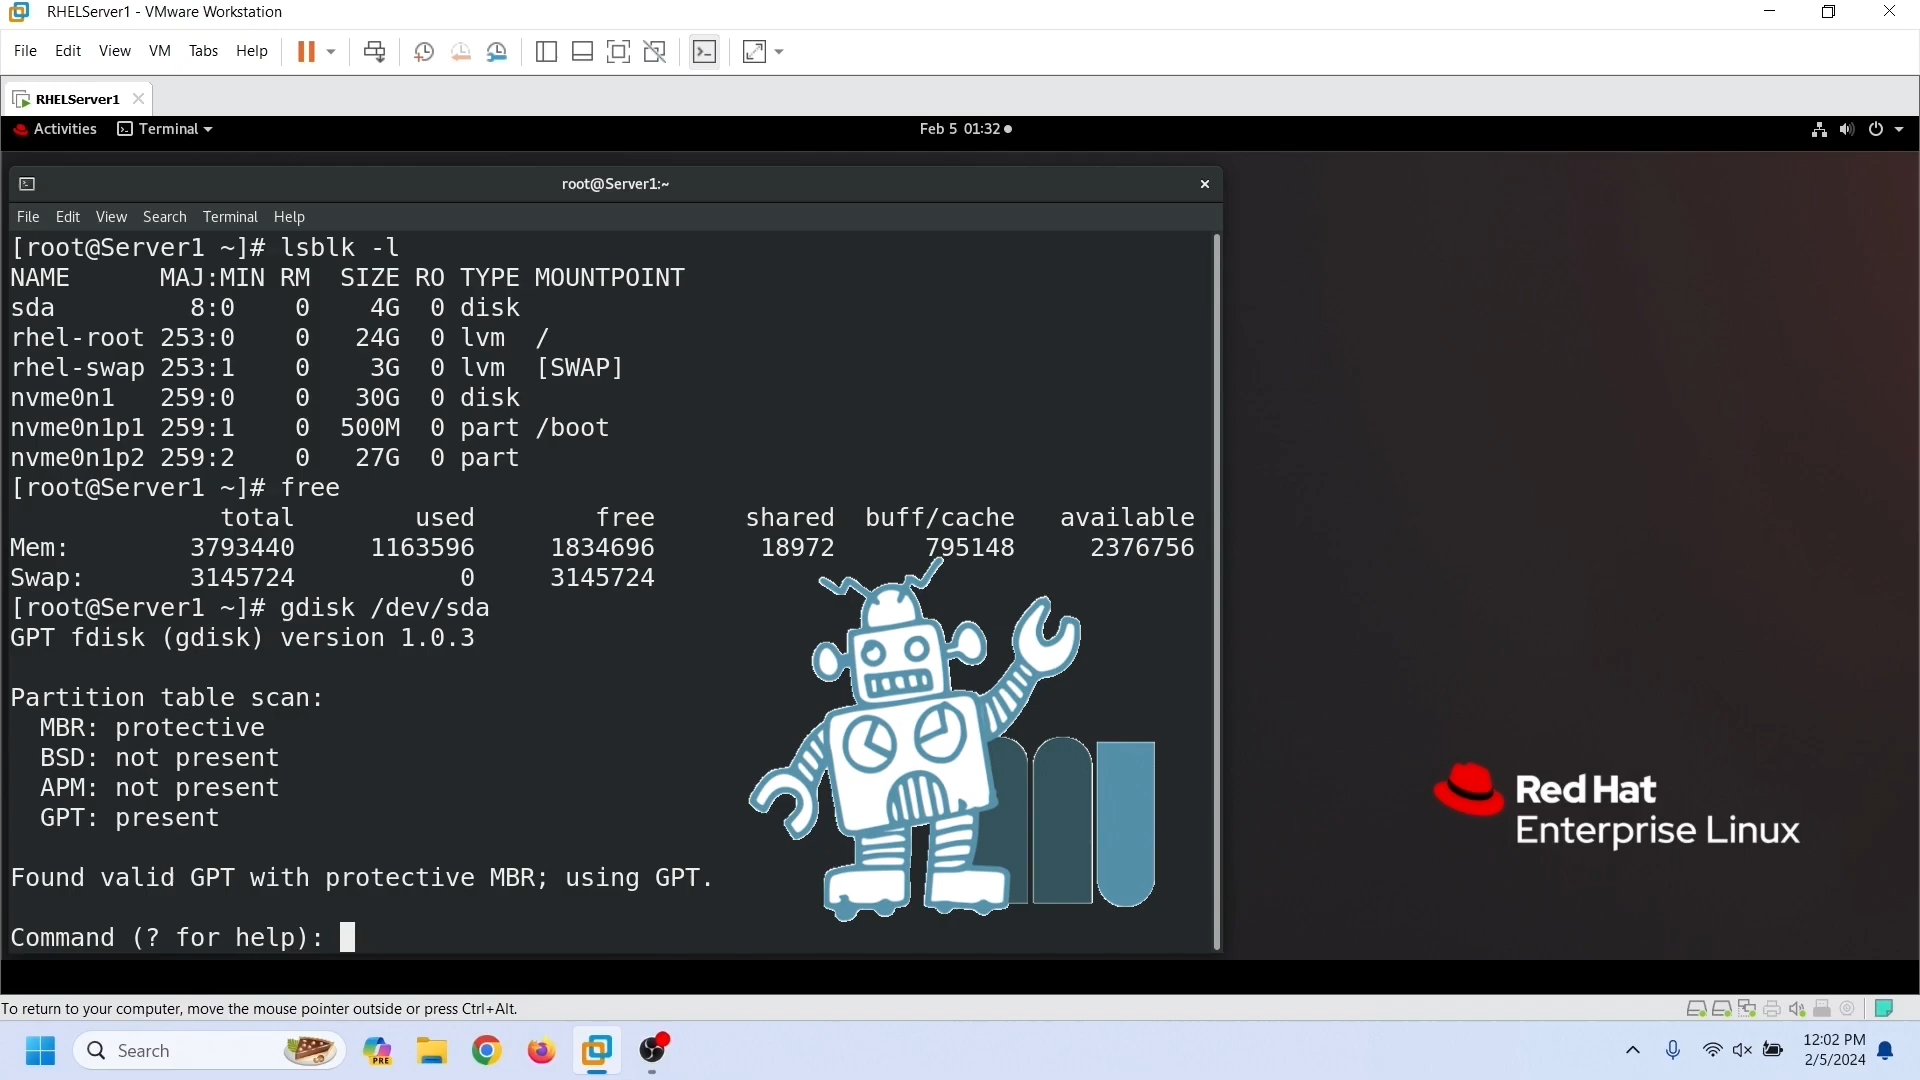 RHELServer1 - VMware Workstation
File Edit View VM Tabs Help
RHELServer1
Activities Terminal Feb 5 01:32
root@Server1:~
File Edit View Search Terminal Help
[root@Server1 ~]# lsblk -l
NAME MAJ:MIN RM SIZE RO TYPE MOUNTPOINT
sda 8:0 0 4G 0 disk
rhel-root 253:0 0 24G 0 lvm /
rhel-swap 253:1 0 3G 0 lvm [SWAP]
nvme0n1 259:0 0 30G 0 disk
nvme0n1p1 259:1 0 500M 0 part /boot
nvme0n1p2 259:2 0 27G 0 part
[root@Server1 ~]# free
total used free shared buff/cache available
Mem: 3793440 1163596 1834696 18972 795148 2376756
Swap: 3145724 0 3145724
[root@Server1 ~]# gdisk /dev/sda
GPT fdisk (gdisk) version 1.0.3
Partition table scan:
MBR: protective
BSD: not present
APM: not present
GPT: present
Found valid GPT with protective MBR; using GPT.
Command (? for help):
Red Hat
Enterprise Linux
To return to your computer, move the mouse pointer outside or press Ctrl+Alt.
Search
PRE
12:02 PM
2/5/2024